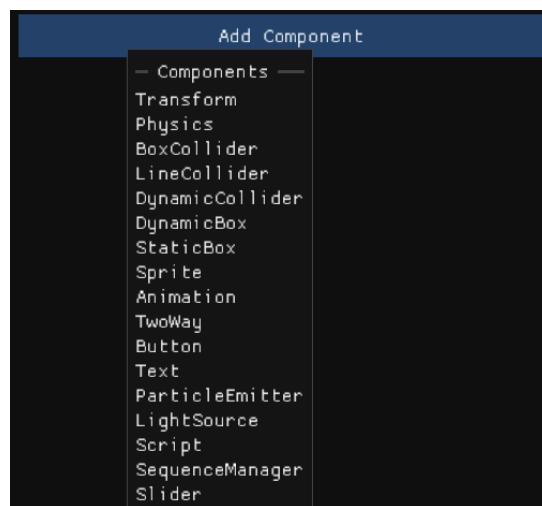 Add Component
Components
Transform
Physics
BoxCollider
LineCollider
DynamicCollider
DynamicBox
StaticBox
Sprite
Animation
TwoWay
Button
Text
ParticleEmitter
LightSource
Script
SequenceManager
Slider